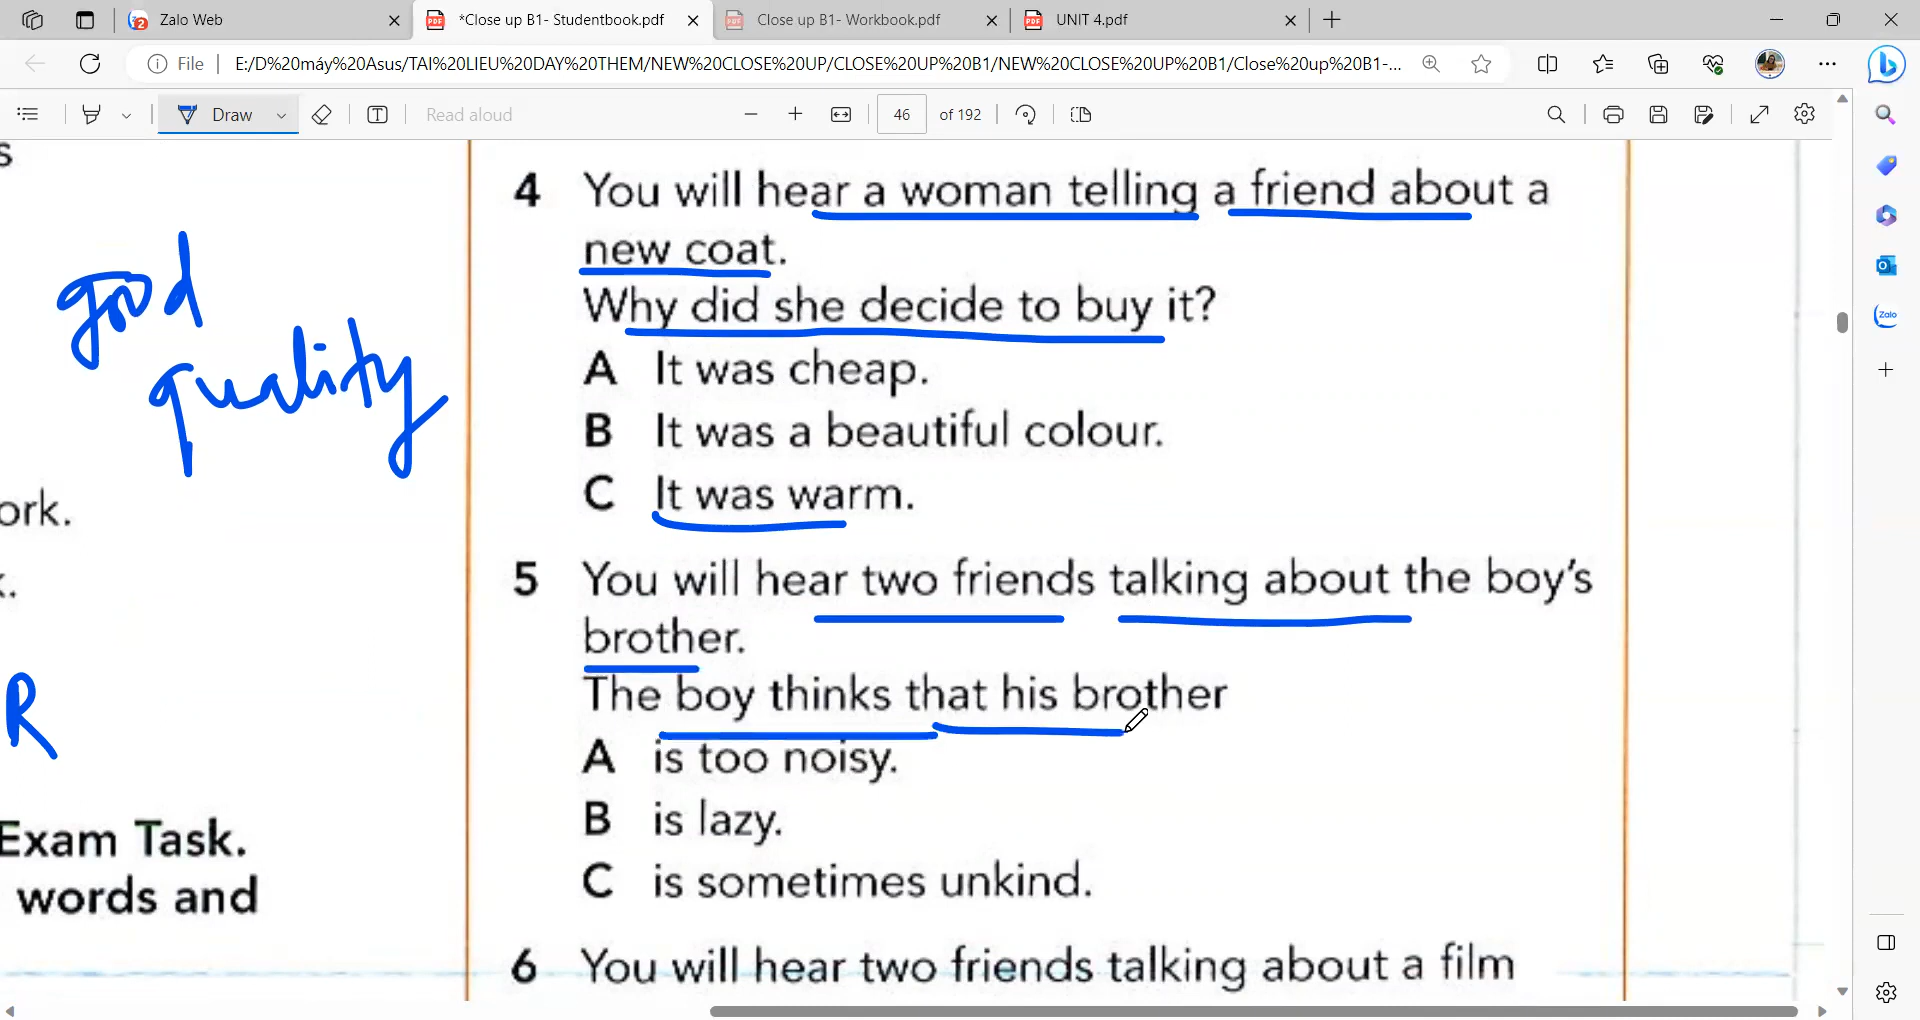 Zalo Web
*Close up B1- Studentbook.pdf
Close up B1- Workbook.pdf
UNIT 4.pdf
File
E:/D%20máy%20Asus/TAI%20LIEU%20DAY%20THEM/NEW%20CLOSE%20UP/CLOSE%20UP%20B1/NEW%20CLOSE%20UP%20B1/Close%20up%20B1-...
Draw
Read aloud
46
of 192
s
4 You will hear a woman telling a friend about a
new coat.
Why did she decide to buy it?
A It was cheap.
B It was a beautiful colour.
C It was warm.
good
quality
ork.
5 You will hear two friends talking about the boy's
brother.
The boy thinks that his brother
A is too noisy.
B is lazy.
C is sometimes unkind.
R
Exam Task.
words and
6 You will hear two friends talking about a film
Zalo